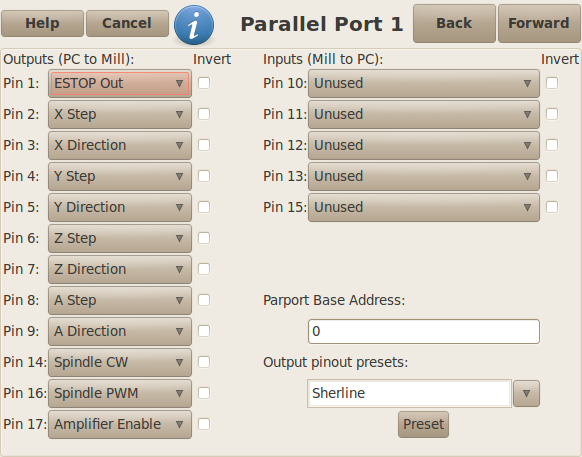 Help Cancel i Parallel Port 1 Back Forward
Outputs (PC to Mill): Invert Inputs (Mill to PC): Invert
Pin 1: ESTOP Out Pin 10: Unused
Pin 2: X Step Pin 11: Unused
Pin 3: X Direction Pin 12: Unused
Pin 4: Y Step Pin 13: Unused
Pin 5: Y Direction Pin 15: Unused
Pin 6: Z Step
Pin 7: Z Direction
Pin 8: A Step Parport Base Address:
Pin 9: A Direction 0
Pin 14: Spindle CW Output pinout presets:
Pin 16: Spindle PWM Sherline
Pin 17: Amplifier Enable Preset